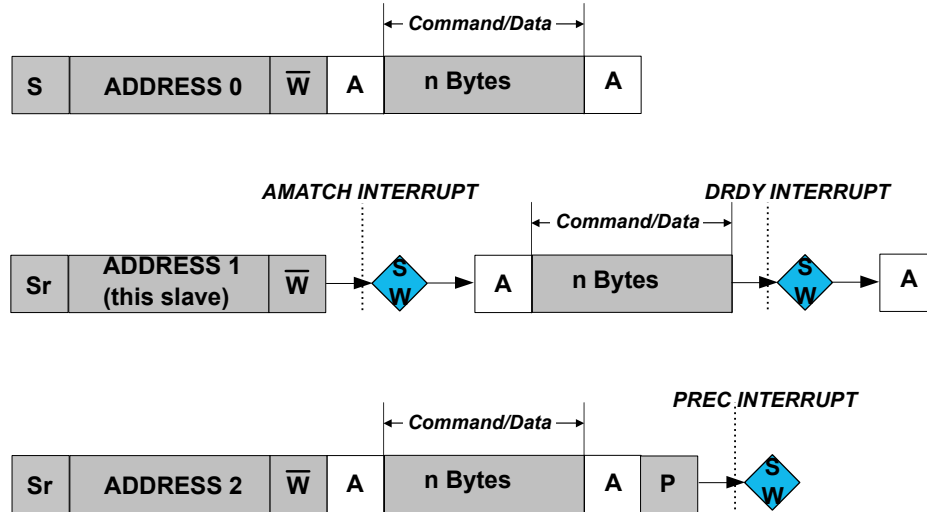 Command/Data
S ADDRESS 0 W̅ A n Bytes A
AMATCH INTERRUPT DRDY INTERRUPT
Command/Data
Sr ADDRESS 1 (this slave) W̅ S W A n Bytes S W A
PREC INTERRUPT
Command/Data
Sr ADDRESS 2 W̅ A n Bytes A P S W